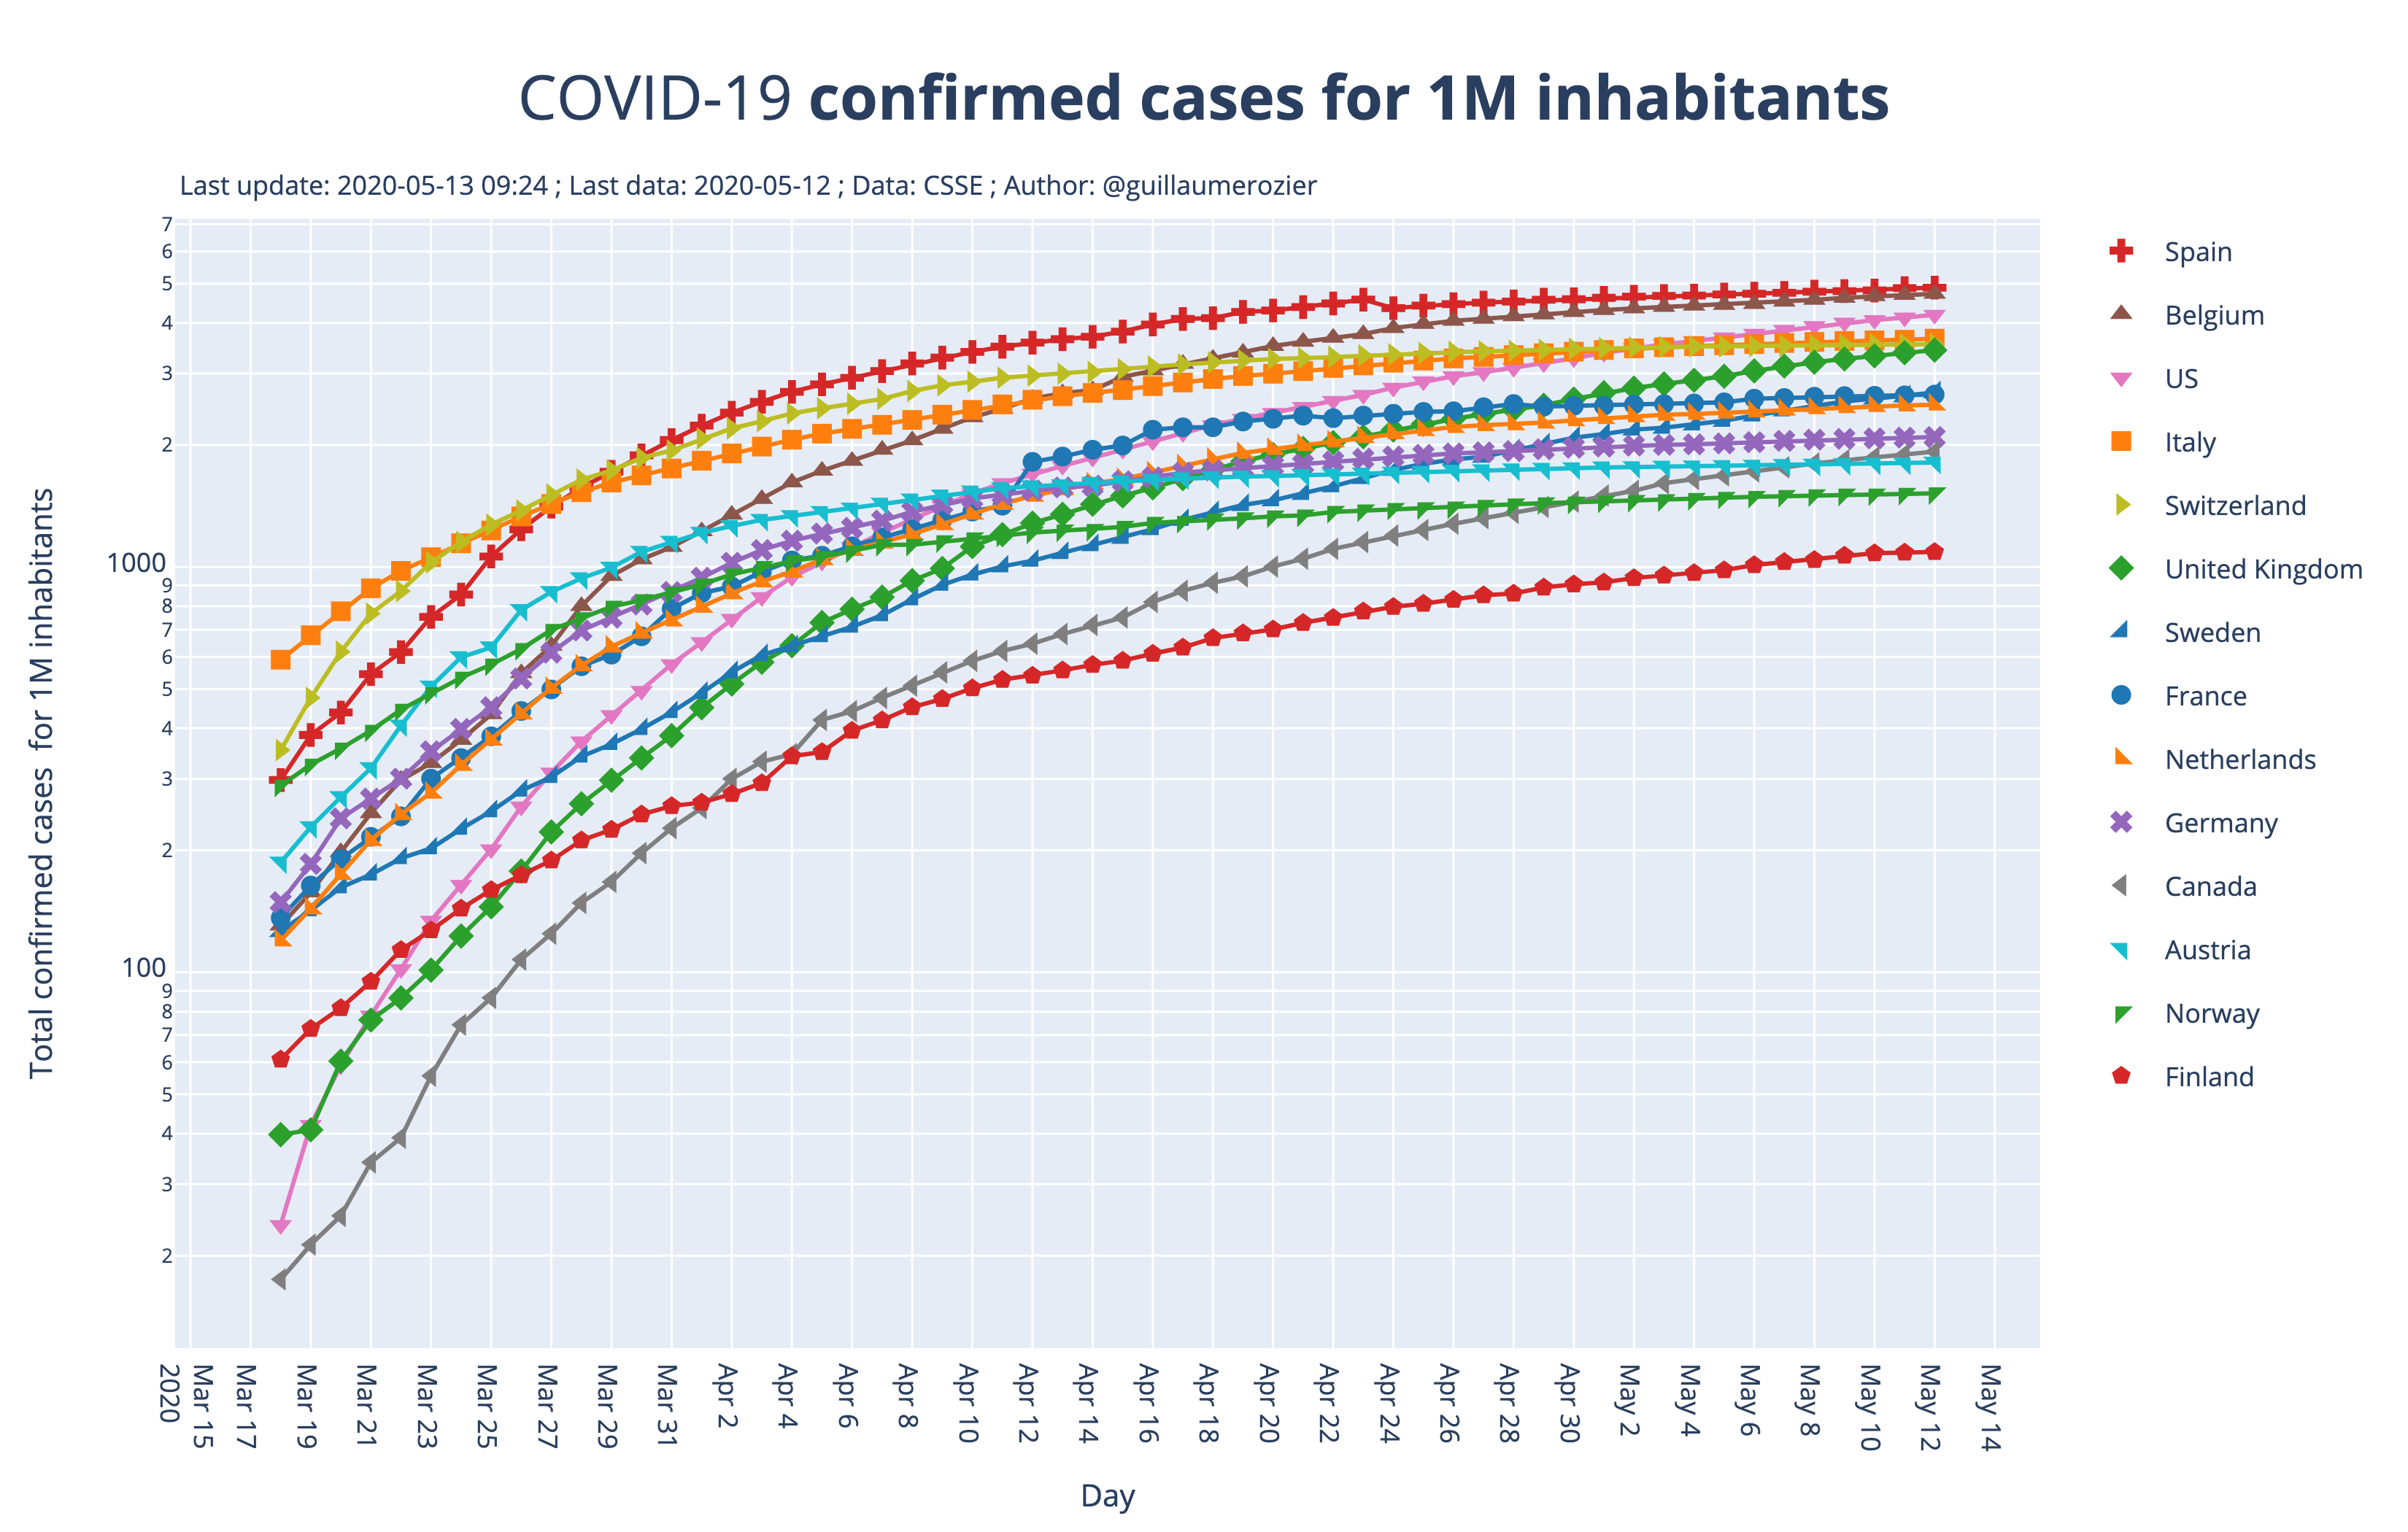 COVID-19 confirmed cases for 1M inhabitants
Last update: 2020-05-13 09:24 ; Last data: 2020-05-12 ; Data: CSSE ; Author: @guillaumerozier
Total confirmed cases  for 1M inhabitants
7
6
5
4
3
2
1000
9
8
7
6
5
4
3
2
100
9
8
7
6
5
4
3
2
Mar 15
2020
Mar 17
Mar 19
Mar 21
Mar 23
Mar 25
Mar 27
Mar 29
Mar 31
Apr 2
Apr 4
Apr 6
Apr 8
Apr 10
Apr 12
Apr 14
Apr 16
Apr 18
Apr 20
Apr 22
Apr 24
Apr 26
Apr 28
Apr 30
May 2
May 4
May 6
May 8
May 10
May 12
May 14
Day
Spain
Belgium
US
Italy
Switzerland
United Kingdom
Sweden
France
Netherlands
Germany
Canada
Austria
Norway
Finland